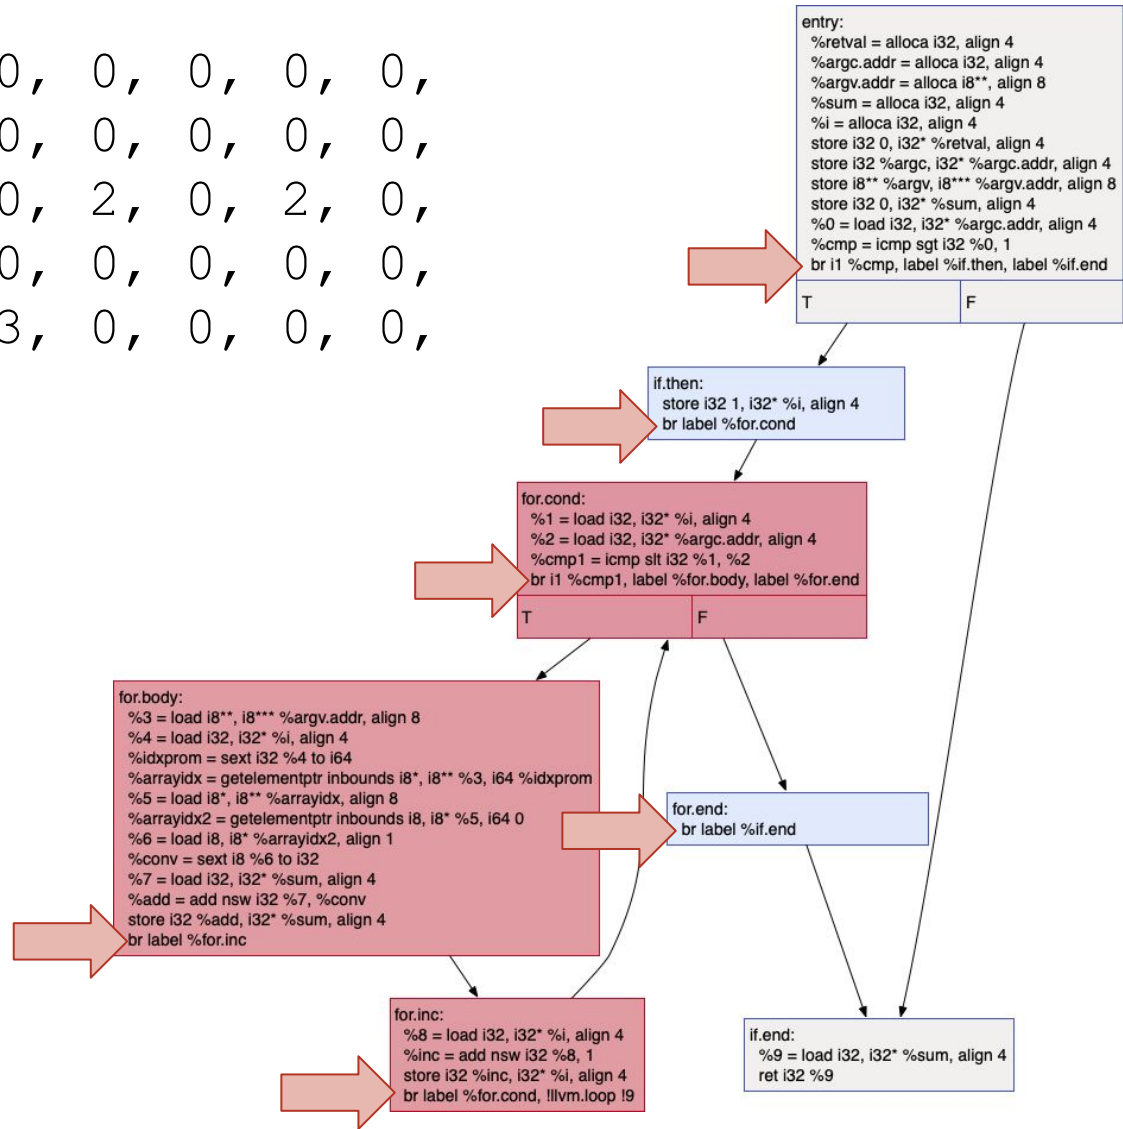 0, 0, 0, 0, 0,
0, 0, 0, 0, 0,
0, 2, 0, 2, 0,
0, 0, 0, 0, 0,
3, 0, 0, 0, 0,
entry:
%retval = alloca i32, align 4
%argc.addr = alloca i32, align 4
%argv.addr = alloca i8**, align 8
%sum = alloca i32, align 4
%i = alloca i32, align 4
store i32 0, i32* %retval, align 4
store i32 %argc, i32* %argc.addr, align 4
store i8** %argv, i8*** %argv.addr, align 8
store i32 0, i32* %sum, align 4
%0 = load i32, i32* %argc.addr, align 4
%cmp = icmp sgt i32 %0, 1
br i1 %cmp, label %if.then, label %if.end
T F
if.then:
store i32 1, i32* %i, align 4
br label %for.cond
for.cond:
%1 = load i32, i32* %i, align 4
%2 = load i32, i32* %argc.addr, align 4
%cmp1 = icmp slt i32 %1, %2
br i1 %cmp1, label %for.body, label %for.end
T F
for.body:
%3 = load i8**, i8*** %argv.addr, align 8
%4 = load i32, i32* %i, align 4
%idxprom = sext i32 %4 to i64
%arrayidx = getelementptr inbounds i8*, i8** %3, i64 %idxprom
%5 = load i8*, i8** %arrayidx, align 8
%arrayidx2 = getelementptr inbounds i8, i8* %5, i64 0
%6 = load i8, i8* %arrayidx2, align 1
%conv = sext i8 %6 to i32
%7 = load i32, i32* %sum, align 4
%add = add nsw i32 %7, %conv
store i32 %add, i32* %sum, align 4
br label %for.inc
for.end:
br label %if.end
for.inc:
%8 = load i32, i32* %i, align 4
%inc = add nsw i32 %8, 1
store i32 %inc, i32* %i, align 4
br label %for.cond, !llvm.loop !9
if.end:
%9 = load i32, i32* %sum, align 4
ret i32 %9